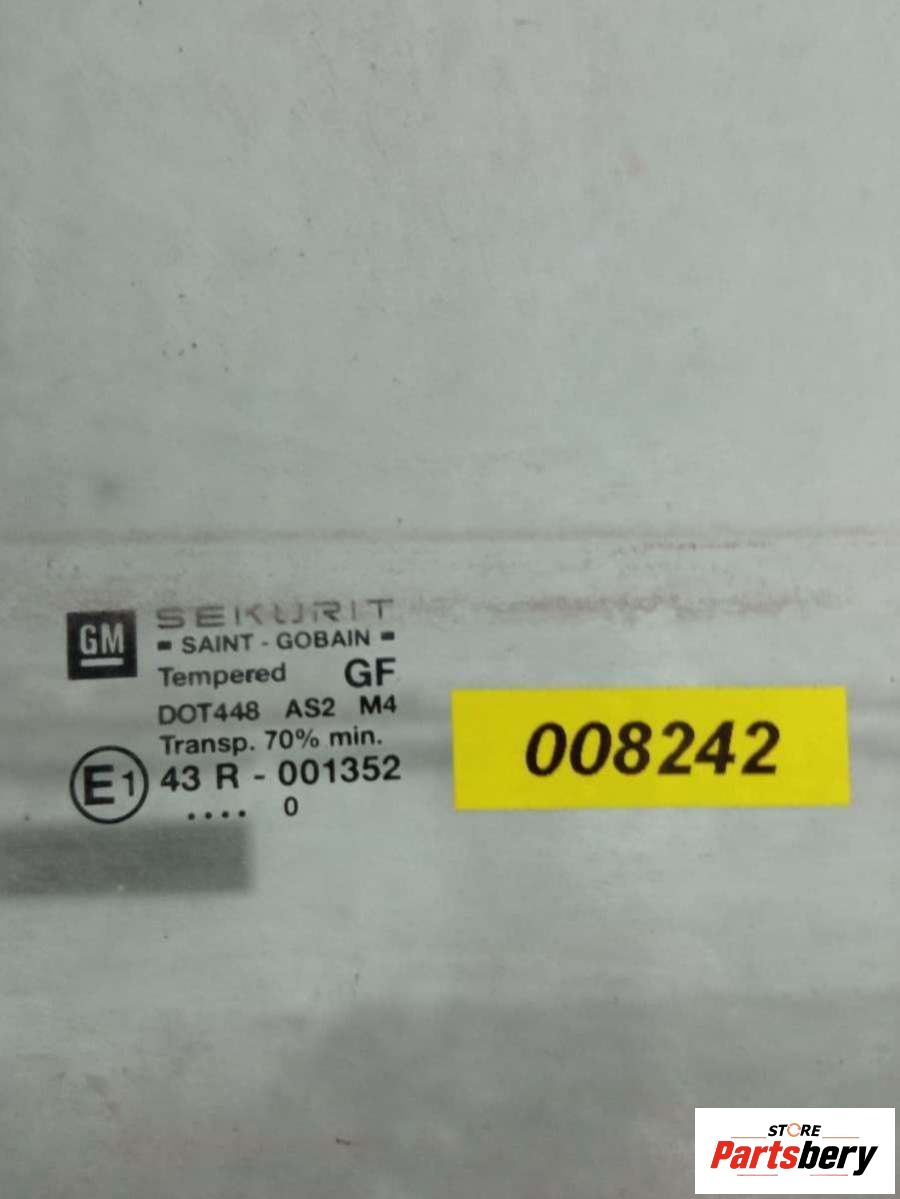 GM
SEKURIT
SAINT - GOBAIN
Tempered GF
DOT448 AS2 M4
Transp. 70% min.
E1 43 R - 001352
.... 0
008242
STORE
Partsbery